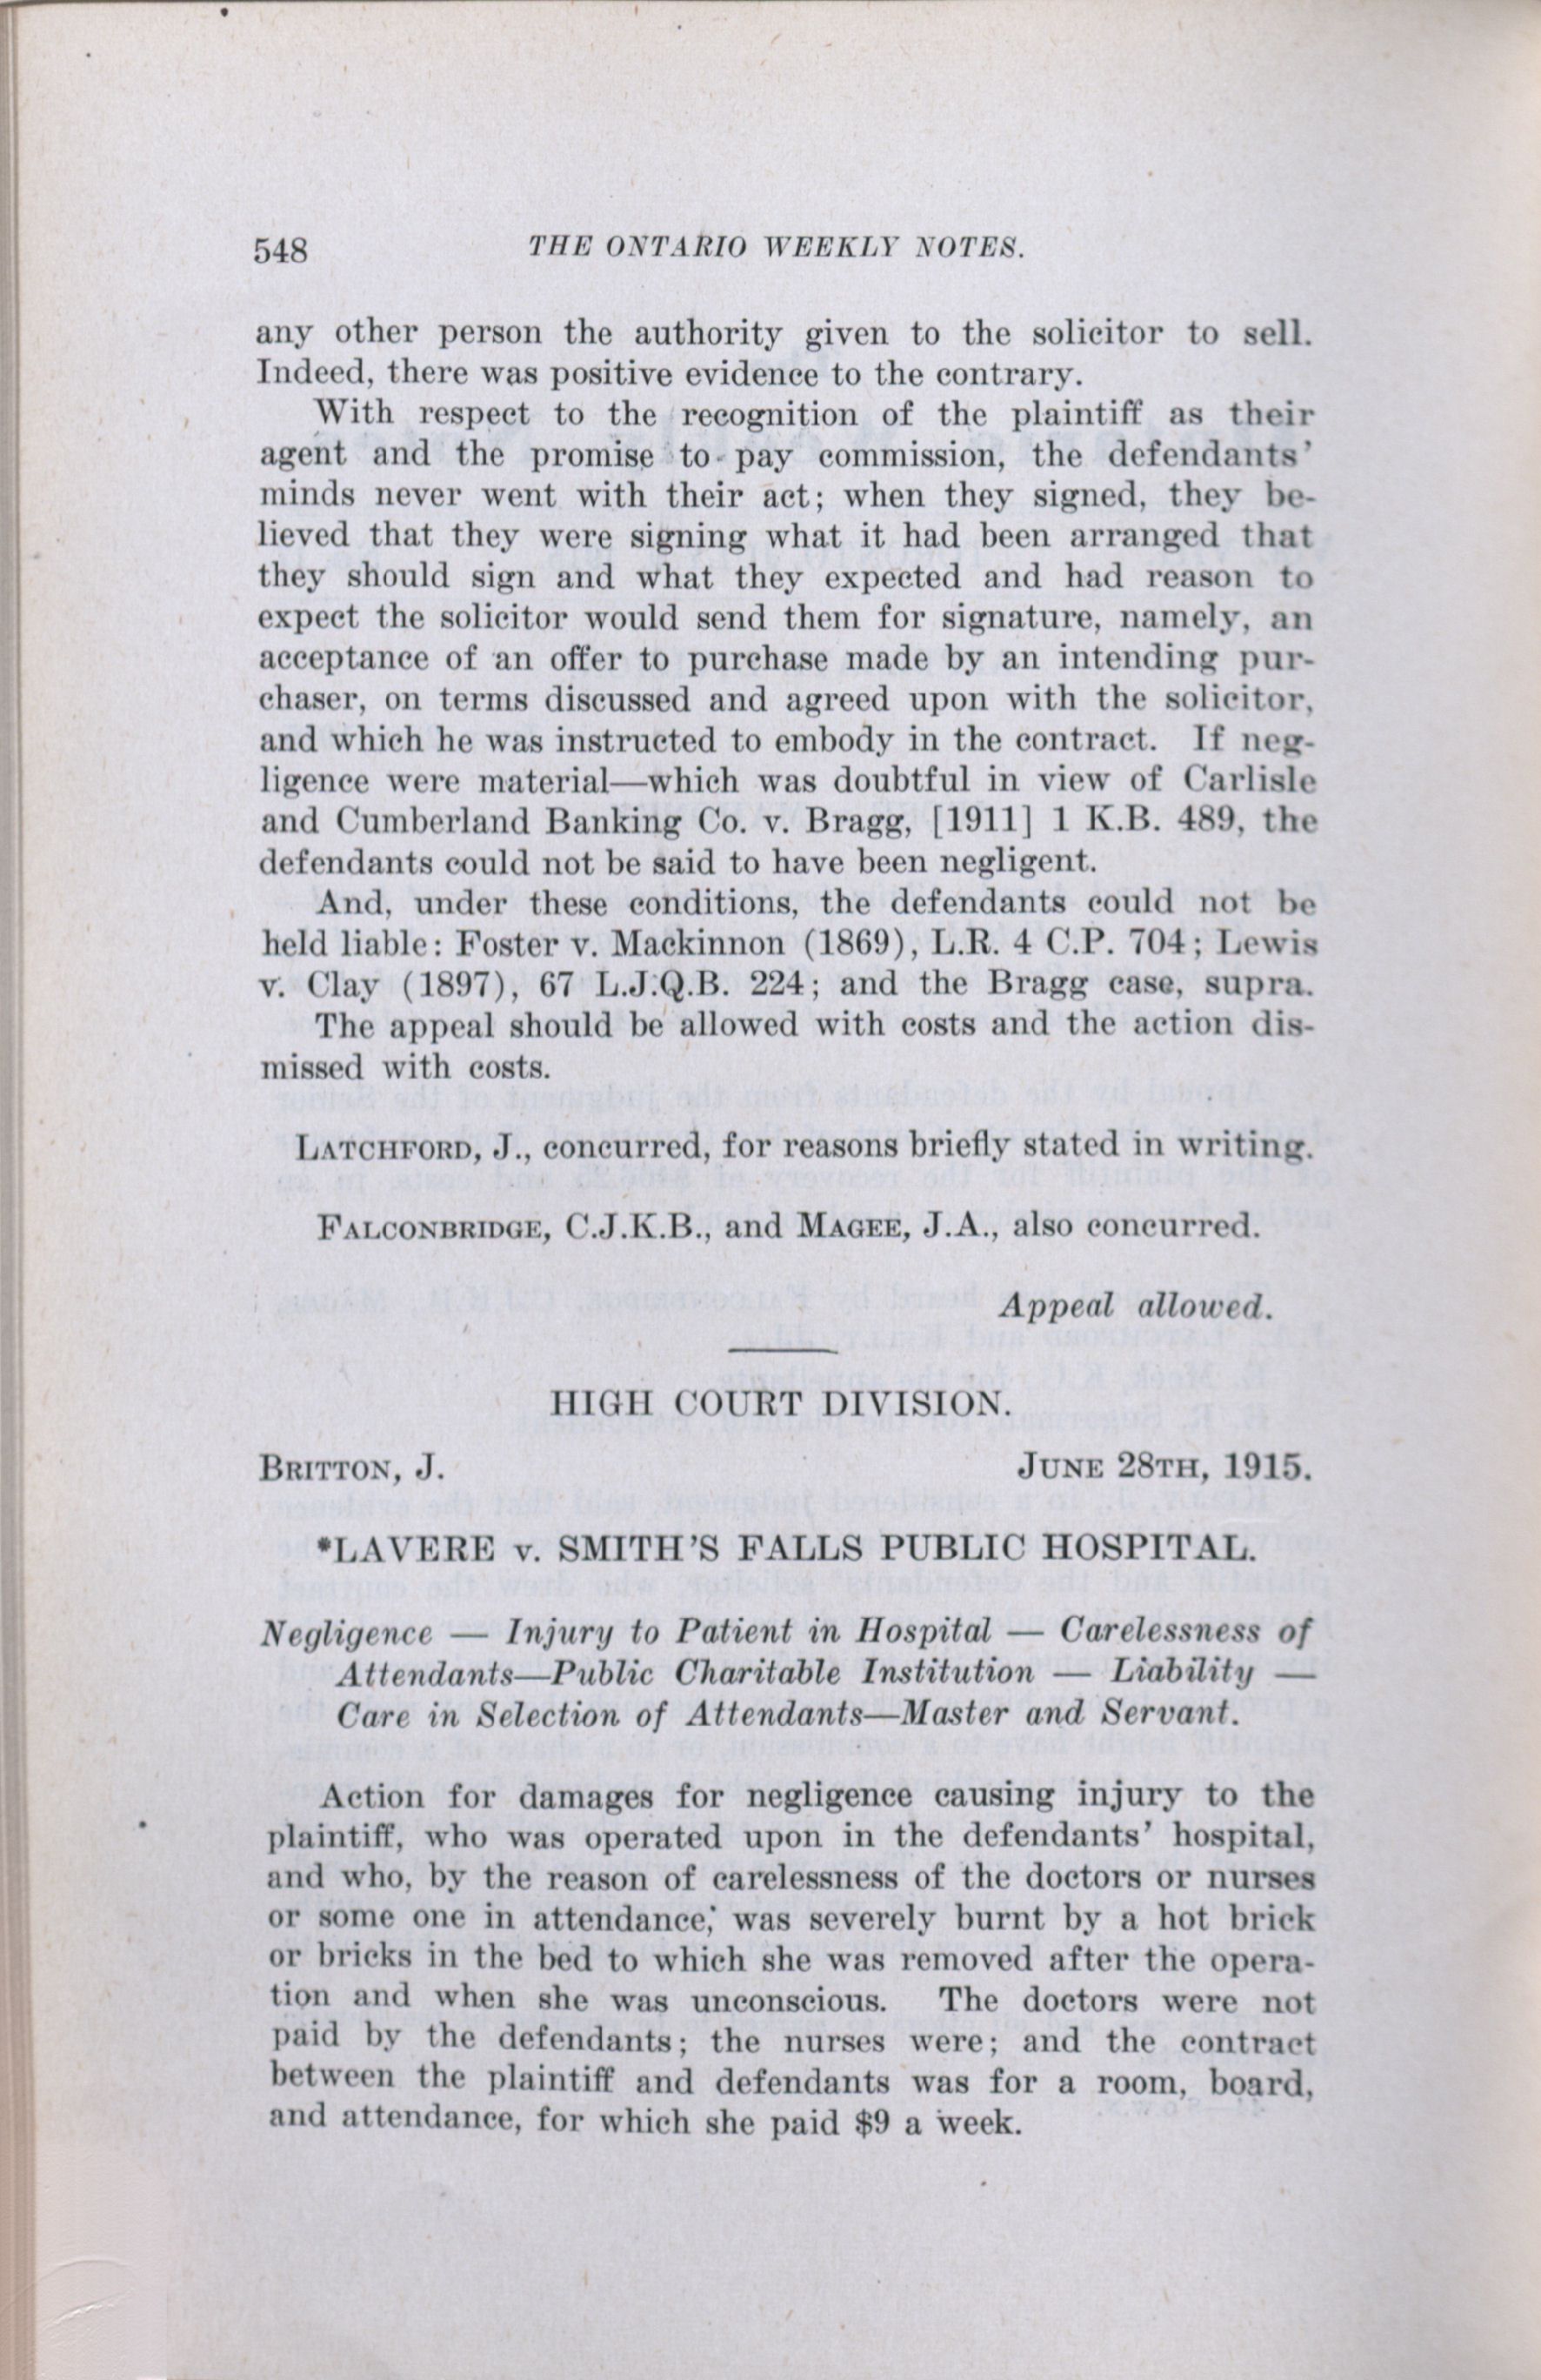 548 THE ONTARIO WEEKLY NOTES.
any other person the authority given to the solicitor to sell.
Indeed, there was positive evidence to the contrary.
With respect to the recognition of the plaintiff as their
agent and the promise to pay commission, the defendants'
minds never went with their act; when they signed, they be-
lieved that they were signing what it had been arranged that
they should sign and what they expected and had reason to
expect the solicitor would send them for signature, namely, an
acceptance of an offer to purchase made by an intending pur-
chaser, on terms discussed and agreed upon with the solicitor,
and which he was instructed to embody in the contract. If neg-
ligence were material—which was doubtful in view of Carlisle
and Cumberland Banking Co. v. Bragg, [1911] 1 K.B. 489, the
defendants could not be said to have been negligent.
And, under these conditions, the defendants could not be
held liable: Foster v. Mackinnon (1869), L.R. 4 C.P. 704; Lewis
v. Clay (1897), 67 L.J.Q.B. 224; and the Bragg case, supra.
The appeal should be allowed with costs and the action dis-
missed with costs.
LATCHFORD, J., concurred, for reasons briefly stated in writing.
FALCONBRIDGE, C.J.K.B., and MAGEE, J.A., also concurred.
Appeal allowed.
HIGH COURT DIVISION.
BRITTON, J. JUNE 28TH, 1915.
*LAVERE v. SMITH'S FALLS PUBLIC HOSPITAL.
Negligence — Injury to Patient in Hospital — Carelessness of
Attendants—Public Charitable Institution — Liability —
Care in Selection of Attendants—Master and Servant.
Action for damages for negligence causing injury to the
plaintiff, who was operated upon in the defendants' hospital,
and who, by the reason of carelessness of the doctors or nurses
or some one in attendance, was severely burnt by a hot brick
or bricks in the bed to which she was removed after the opera-
tion and when she was unconscious. The doctors were not
paid by the defendants; the nurses were; and the contract
between the plaintiff and defendants was for a room, board,
and attendance, for which she paid $9 a week.